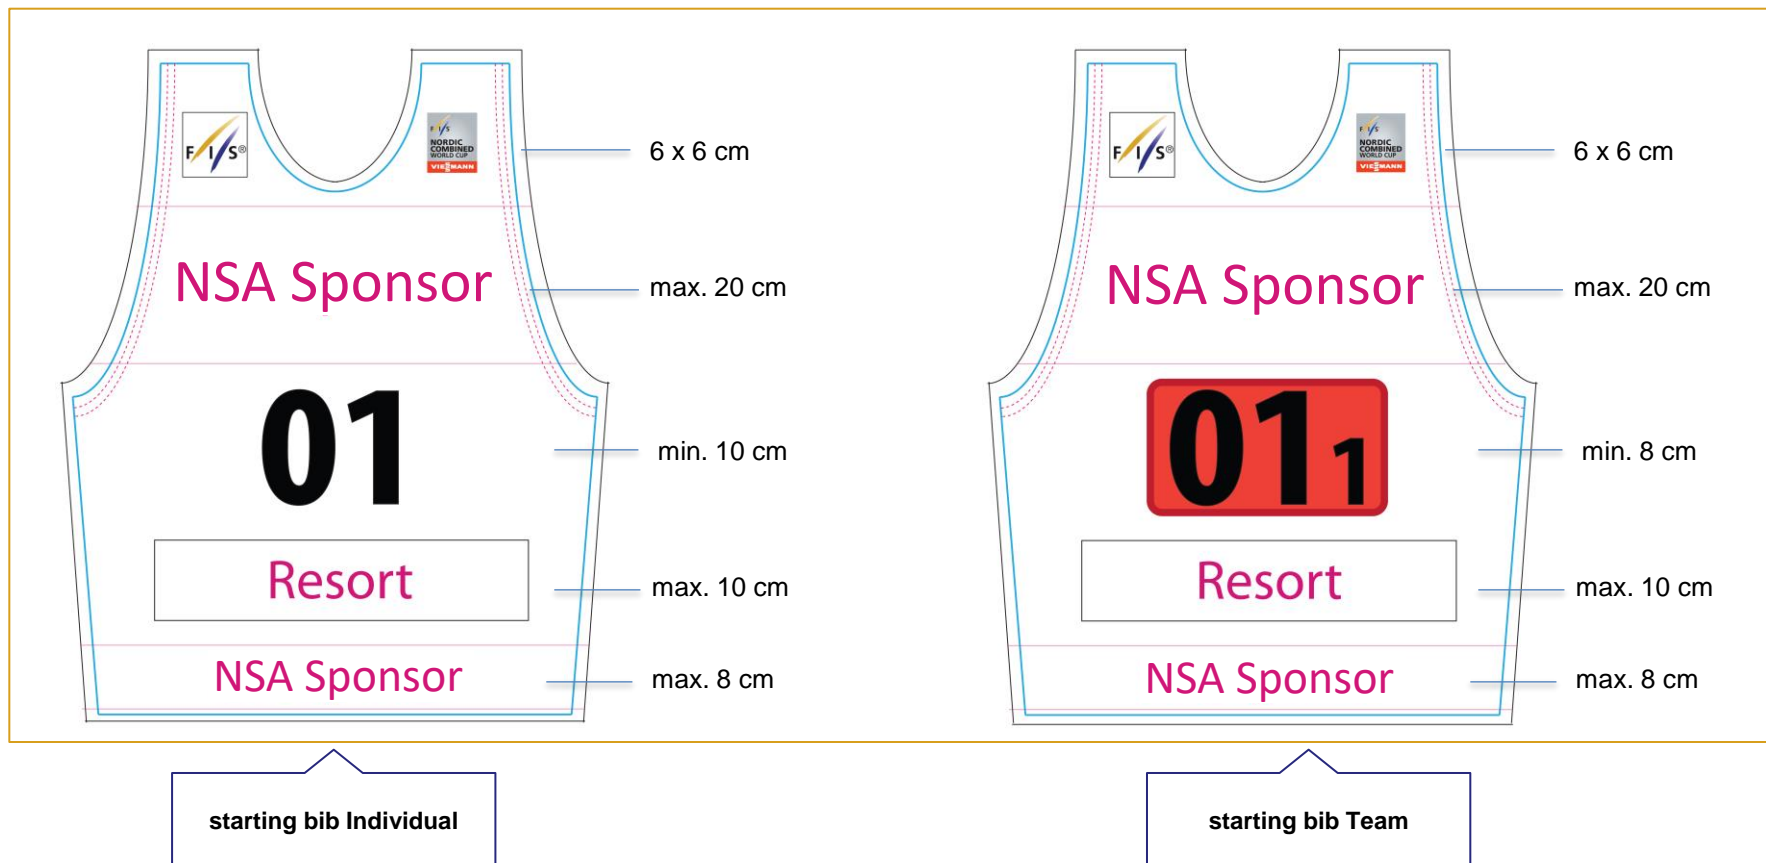 F/I/S®
F/I/S
NORDIC
COMBINED
WORLD CUP
VIESSMANN
6 x 6 cm
NSA Sponsor
max. 20 cm
01
min. 10 cm
Resort
max. 10 cm
NSA Sponsor
max. 8 cm
starting bib Individual
F/I/S®
F/I/S
NORDIC
COMBINED
WORLD CUP
VIESSMANN
6 x 6 cm
NSA Sponsor
max. 20 cm
01 1
min. 8 cm
Resort
max. 10 cm
NSA Sponsor
max. 8 cm
starting bib Team